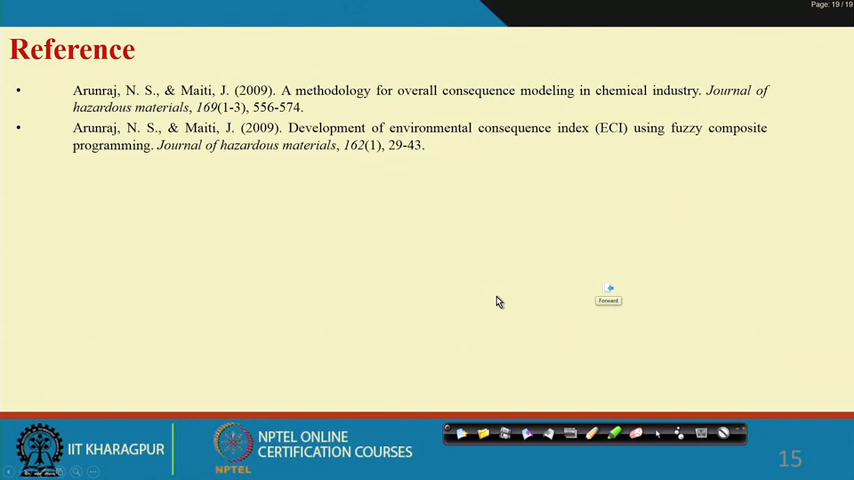 Page: 19 / 19
Reference
• Arunraj, N. S., & Maiti, J. (2009). A methodology for overall consequence modeling in chemical industry. Journal of
hazardous materials, 169(1-3), 556-574.
• Arunraj, N. S., & Maiti, J. (2009). Development of environmental consequence index (ECI) using fuzzy composite
programming. Journal of hazardous materials, 162(1), 29-43.
Forward
IIT KHARAGPUR
NPTEL
NPTEL ONLINE
CERTIFICATION COURSES
15